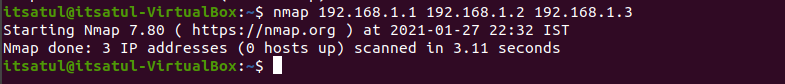 itsatul@itsatul-VirtualBox:~$ nmap 192.168.1.1 192.168.1.2 192.168.1.3
Starting Nmap 7.80 ( https://nmap.org ) at 2021-01-27 22:32 IST
Nmap done: 3 IP addresses (0 hosts up) scanned in 3.11 seconds
itsatul@itsatul-VirtualBox:~$